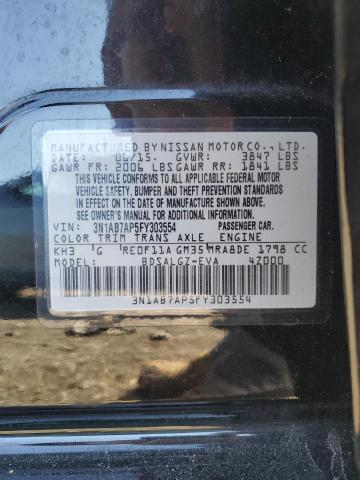 MANUFACTURED BY NISSAN MOTOR CO., LTD.
DATE: 06/15. GVWR: 3847 LBS
GAWR FR: 2006 LBS GAWR RR: 1841 LBS
THIS VEHICLE CONFORMS TO ALL APPLICABLE FEDERAL MOTOR
VEHICLE SAFETY, BUMPER AND THEFT PREVENTION STANDARDS
IN EFFECT ON THE DATE OF MANUFACTURE SHOWN ABOVE.
SEE OWNER'S MANUAL FOR ADDITIONAL INFORMATION.
VIN: 3N1AB7AP5FY303554 PASSENGER CAR.
COLOR TRIM TRANS AXLE ENGINE
KH3 G RE0F11A GM35 MRA8DE 1798 CC
MODEL: BDSALGZ-EVA 4Z000
3N1AB7AP5FY303554